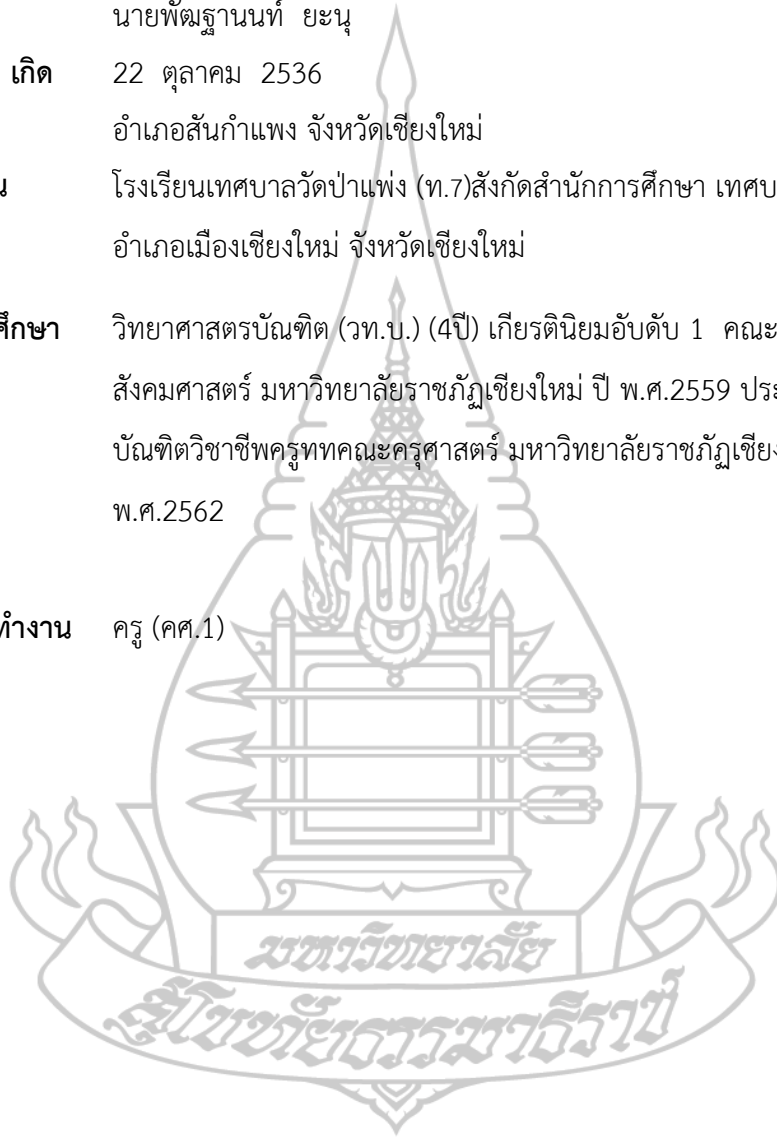 นายพัฒฐานนท์ ยะนุ
เกิด 22 ตุลาคม 2536
อำเภอสันกำแพง จังหวัดเชียงใหม่
โรงเรียนเทศบาลวัดป่าแพ่ง (ท.7)สังกัดสำนักการศึกษา
อำเภอเมืองเชียงใหม่ จังหวัดเชียงใหม่
วิทยาศาสตรบัณฑิต (วท.บ.) (4ปี) เกียรตินิยมอับดับ 1 คณะ
สังคมศาสตร์ มหาวิทยาลัยราชภัฏเชียงใหม่ ปี พ.ศ.2559
บัณฑิตวิชาชีพครูททคณะครุศาสตร์ มหาวิทยาลัยราชภัฏเชียง
พ.ศ.2562
ทำงาน ครู (คศ.1)
มหาวิทยาลัย
สุโขทัยธรรมาธิราช